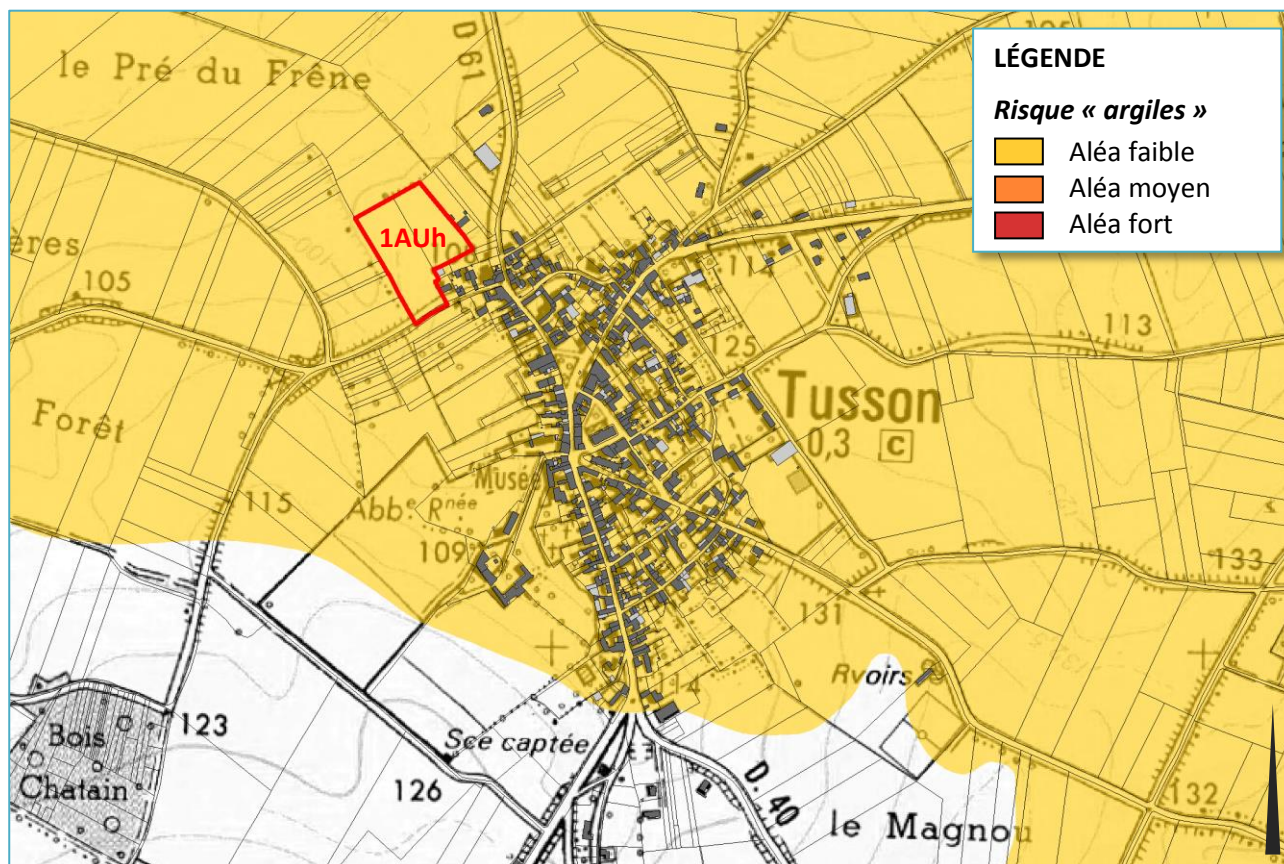 le Pré du Frêne
D 61
LÉGENDE
Risque « argiles »
Aléa faible
Aléa moyen
Aléa fort
1AUh
ères
105
113
125
Tusson
0,3 C
Forêt
115
Musée
Abb.e R.née
109
133
131
Rvoirs
114
123
Bois
Chatain
Sce captée
126
D. 40
132
le Magnou